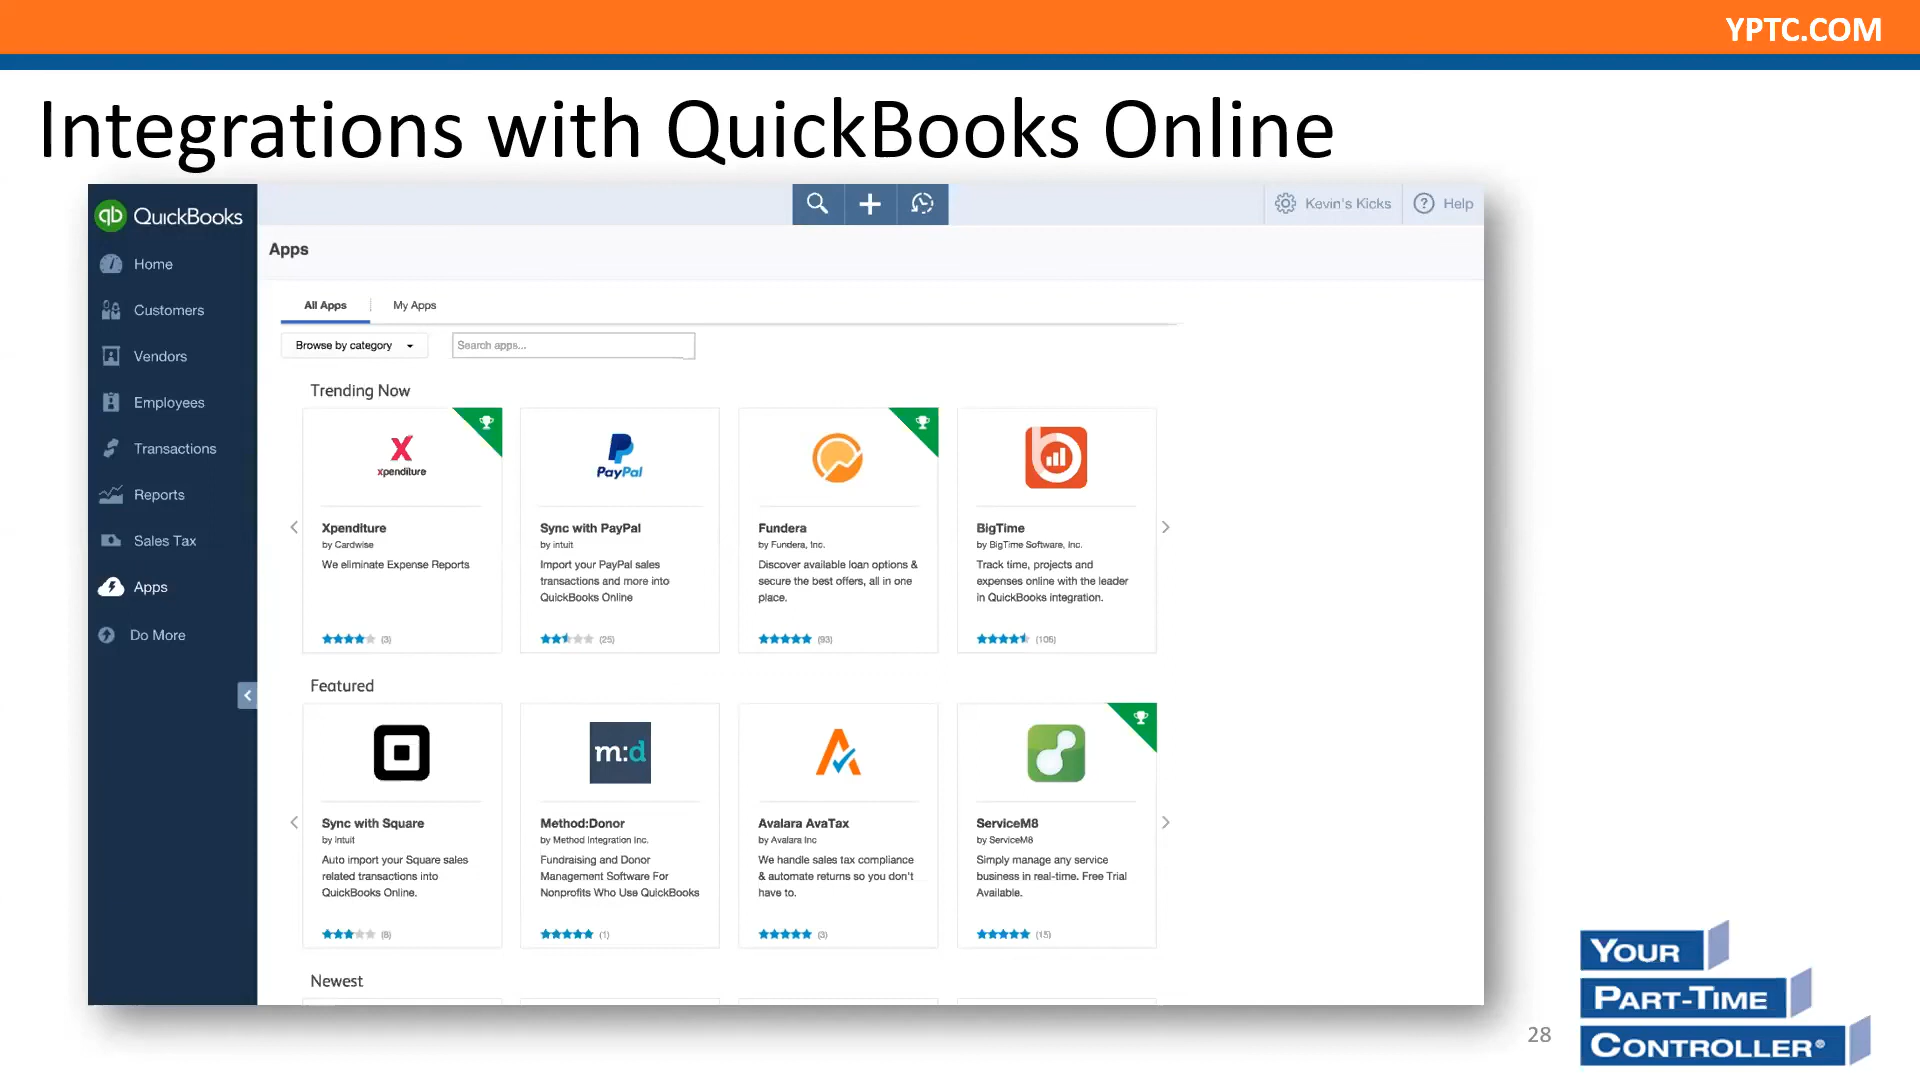 YPTC.COM
Integrations with QuickBooks Online
qb QuickBooks
Kevin's Kicks
? Help
Home
Customers
Vendors
Employees
Transactions
Reports
Sales Tax
Apps
Do More
Apps
All Apps
My Apps
Browse by category
Search apps...
Trending Now
X
xpenditure
Xpenditure
by Cardwise
We eliminate Expense Reports
(3)
PayPal
Sync with PayPal
by intuit
Import your PayPal sales
transactions and more into
QuickBooks Online
(25)
Fundera
by Fundera, Inc.
Discover available loan options &
secure the best offers, all in one
place.
(93)
b
BigTime
by BigTime Software, Inc.
Track time, projects and
expenses online with the leader
in QuickBooks integration.
Featured
Sync with Square
by Intuit
Auto import your Square sales
related transactions into
QuickBooks Online.
(8)
m:d
Method:Donor
by Method Integration Inc.
Fundraising and Donor
Management Software For
Nonprofits Who Use QuickBooks
(1)
Avalara AvaTax
by Avalara Inc
We handle sales tax compliance
& automate returns so you don't
have to.
(3)
ServiceM8
by ServiceM8
Simply manage any service
business in real-time. Free Trial
Available.
(15)
Newest
28
YOUR
PART-TIME
CONTROLLER®